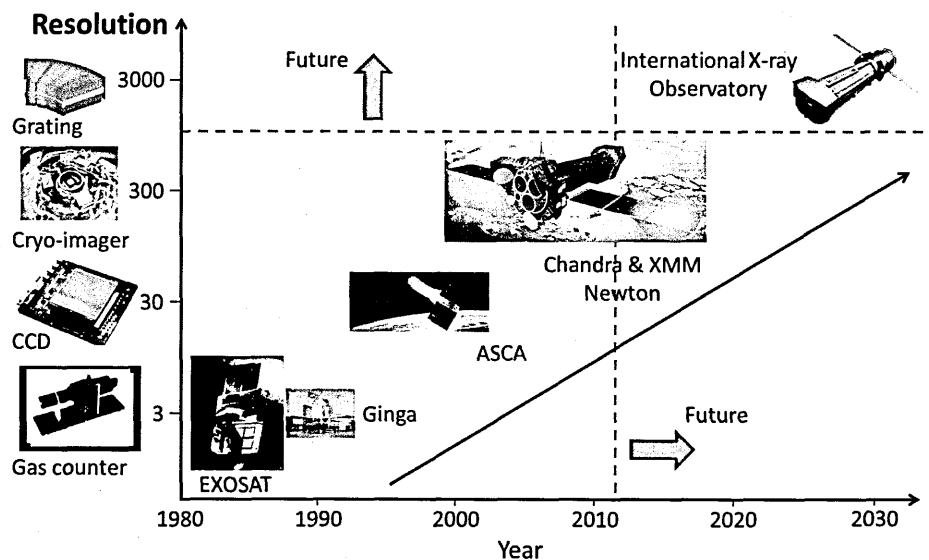 Resolution
Future
International X-ray
Observatory
3000
Grating
300
Cryo-imager
Chandra & XMM
Newton
30
CCD
ASCA
3
Ginga
Future
Gas counter
EXOSAT
1980
1990
2000
2010
2020
2030
Year